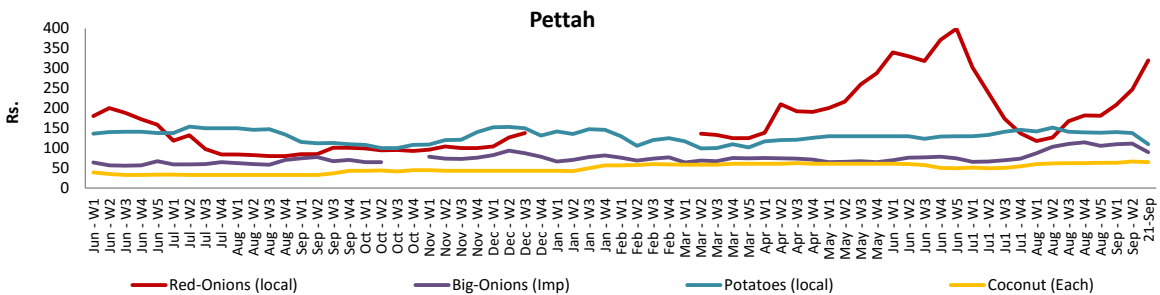 Pettah
Rs.
400
350
300
250
200
150
100
50
0
Jun - W1
Jun - W2
Jun - W3
Jun - W4
Jun - W5
Jul - W1
Jul - W2
Jul - W3
Jul - W4
Aug - W1
Aug - W2
Aug - W3
Aug - W4
Sep - W1
Sep - W2
Sep - W3
Sep - W4
Oct - W1
Oct - W2
Oct - W3
Oct - W4
Nov - W1
Nov - W2
Nov - W3
Nov - W4
Dec - W1
Dec - W2
Dec - W3
Dec - W4
Jan - W1
Jan - W2
Jan - W3
Jan - W4
Feb - W1
Feb - W2
Feb - W3
Feb - W4
Mar - W1
Mar - W2
Mar - W3
Mar - W4
Mar - W5
Apr - W1
Apr - W2
Apr - W3
Apr - W4
May - W1
May - W2
May - W3
May - W4
Jun - W1
Jun - W2
Jun - W3
Jun - W4
Jun - W5
Ju1 - W1
Ju1 - W2
Ju1 - W3
Ju1 - W4
Aug - W1
Aug - W2
Aug - W3
Aug - W4
Aug - W5
Sep - W1
Sep - W2
21-Sep
Red-Onions (local)
Big-Onions (Imp)
Potatoes (local)
Coconut (Each)